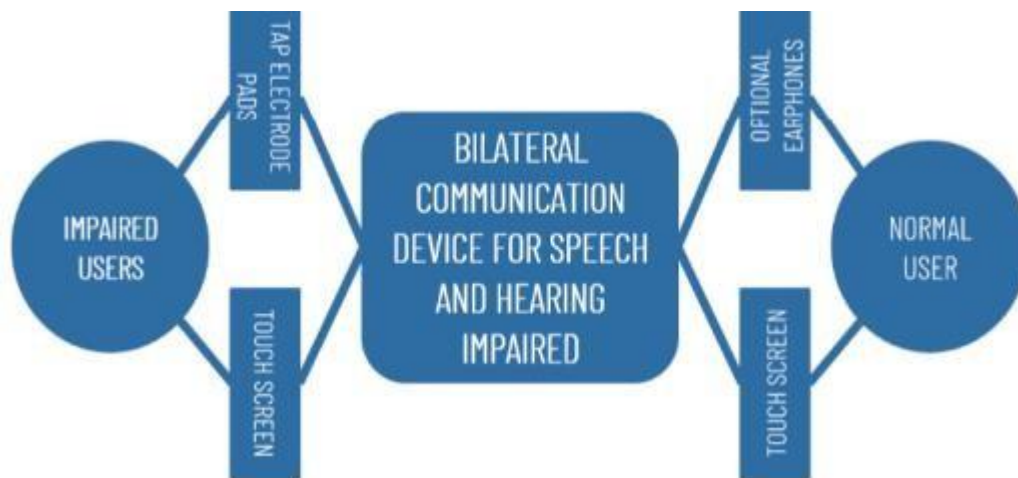 IMPAIRED
USERS
TAP ELECTRODE
PADS
TOUCH SCREEN
BILATERAL
COMMUNICATION
DEVICE FOR SPEECH
AND HEARING
IMPAIRED
OPTIONAL
EARPHONES
TOUCH SCREEN
NORMAL
USER